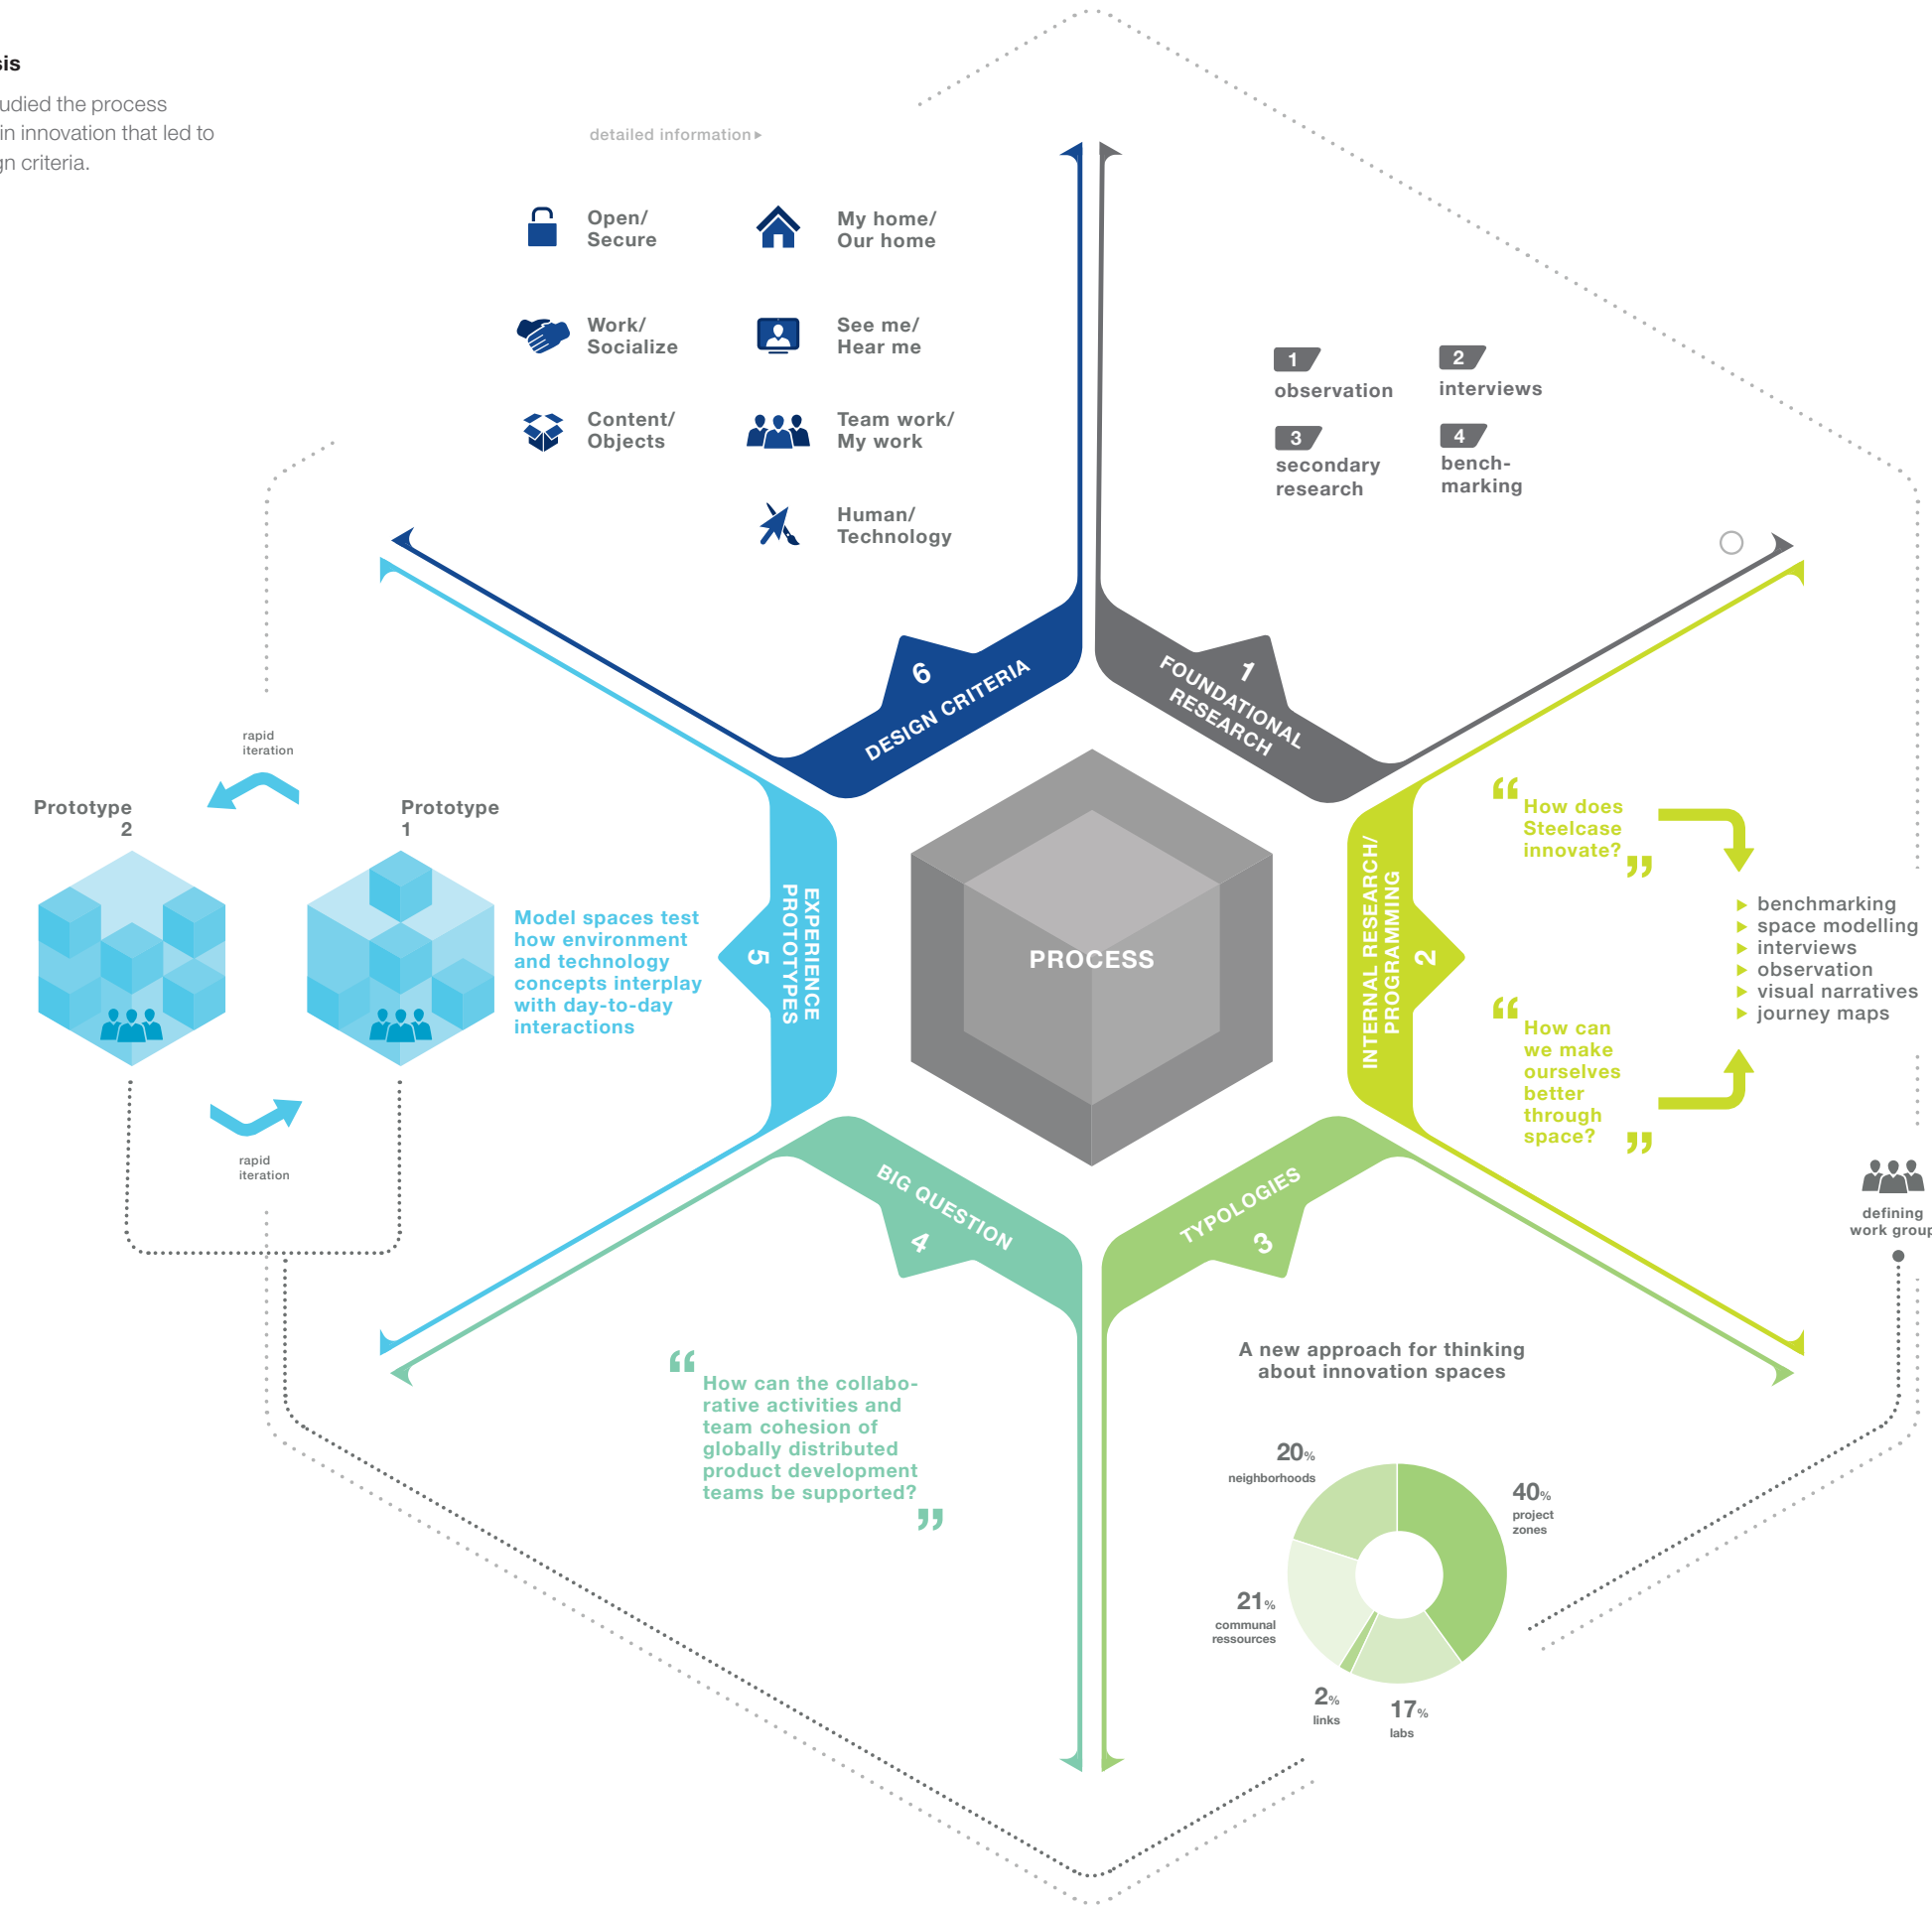 sis
udied the process
in innovation that led to
gn criteria.
detailed information
Open/
Secure
My home/
Our home
Work/
Socialize
See me/
Hear me
Content/
Objects
Team work/
My work
Human/
Technology
6
DESIGN CRITERIA
1
observation
2
interviews
3
secondary
research
4
bench-
marking
1
FOUNDATIONAL
RESEARCH
PROCESS
INTERNAL RESEARCH/
PROGRAMMING
2
“
How does
Steelcase
innovate?
”
“
How can
we make
ourselves
better
through
space?
”
benchmarking
space modelling
interviews
observation
visual narratives
journey maps
defining
work group
TYPOLOGIES
3
A new approach for thinking
about innovation spaces
20%
neighborhoods
40%
project
zones
21%
communal
ressources
2%
links
17%
labs
BIG QUESTION
4
“
How can the collabo-
rative activities and
team cohesion of
globally distributed
product development
teams be supported?
”
EXPERIENCE
PROTOTYPES
5
Model spaces test
how environment
and technology
concepts interplay
with day-to-day
interactions
rapid
iteration
Prototype
2
Prototype
1
rapid
iteration